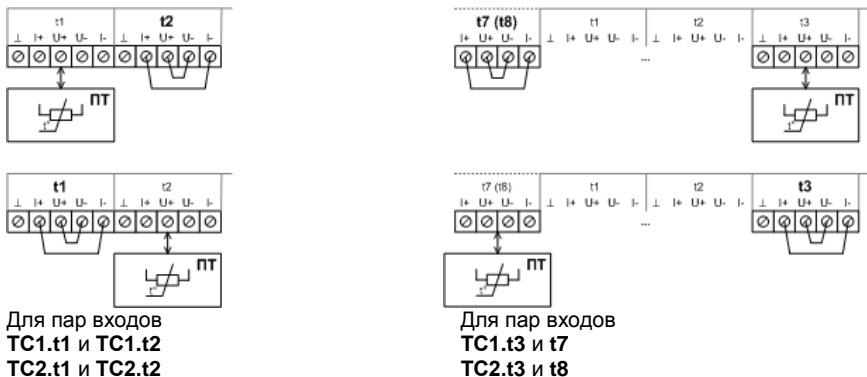 t1 t2
⊥ I+ U+ U- I- ⊥ I+ U+ U- I-
ПТ
t°
t7 (t8) t1 t2 t3
I+ U+ U- I- ⊥ I+ U+ U- I- ⊥ I+ U+ U- I- ⊥ I+ U+ U- I-
...
ПТ
t°
t1 t2
⊥ I+ U+ U- I- ⊥ I+ U+ U- I-
ПТ
t°
t7 (t8) t1 t2 t3
I+ U+ U- I- ⊥ I+ U+ U- I- ⊥ I+ U+ U- I- ⊥ I+ U+ U- I-
...
ПТ
t°
Для пар входов
ТС1.t1 и ТС1.t2
ТС2.t1 и ТС2.t2
Для пар входов
ТС1.t3 и t7
ТС2.t3 и t8